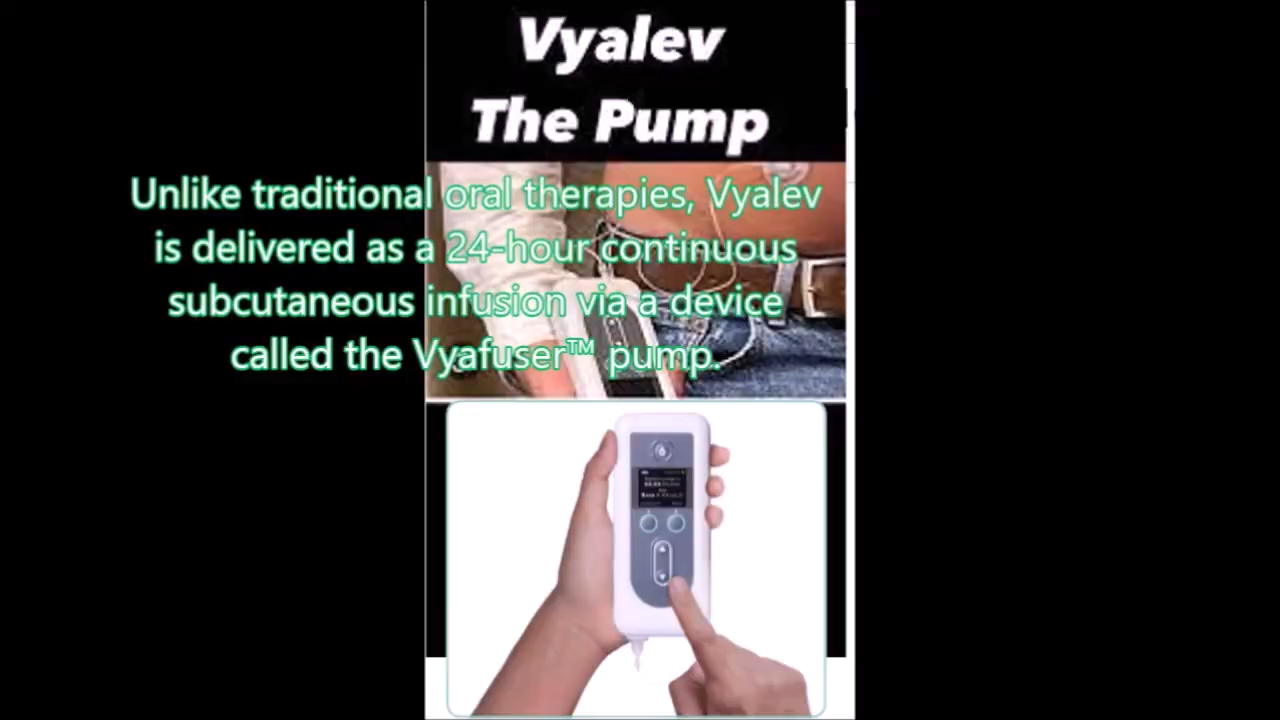 Vyalev
The Pump
Unlike traditional oral therapies, Vyalev
is delivered as a 24-hour continuous
subcutaneous infusion via a device
called the Vyafuser™ pump.